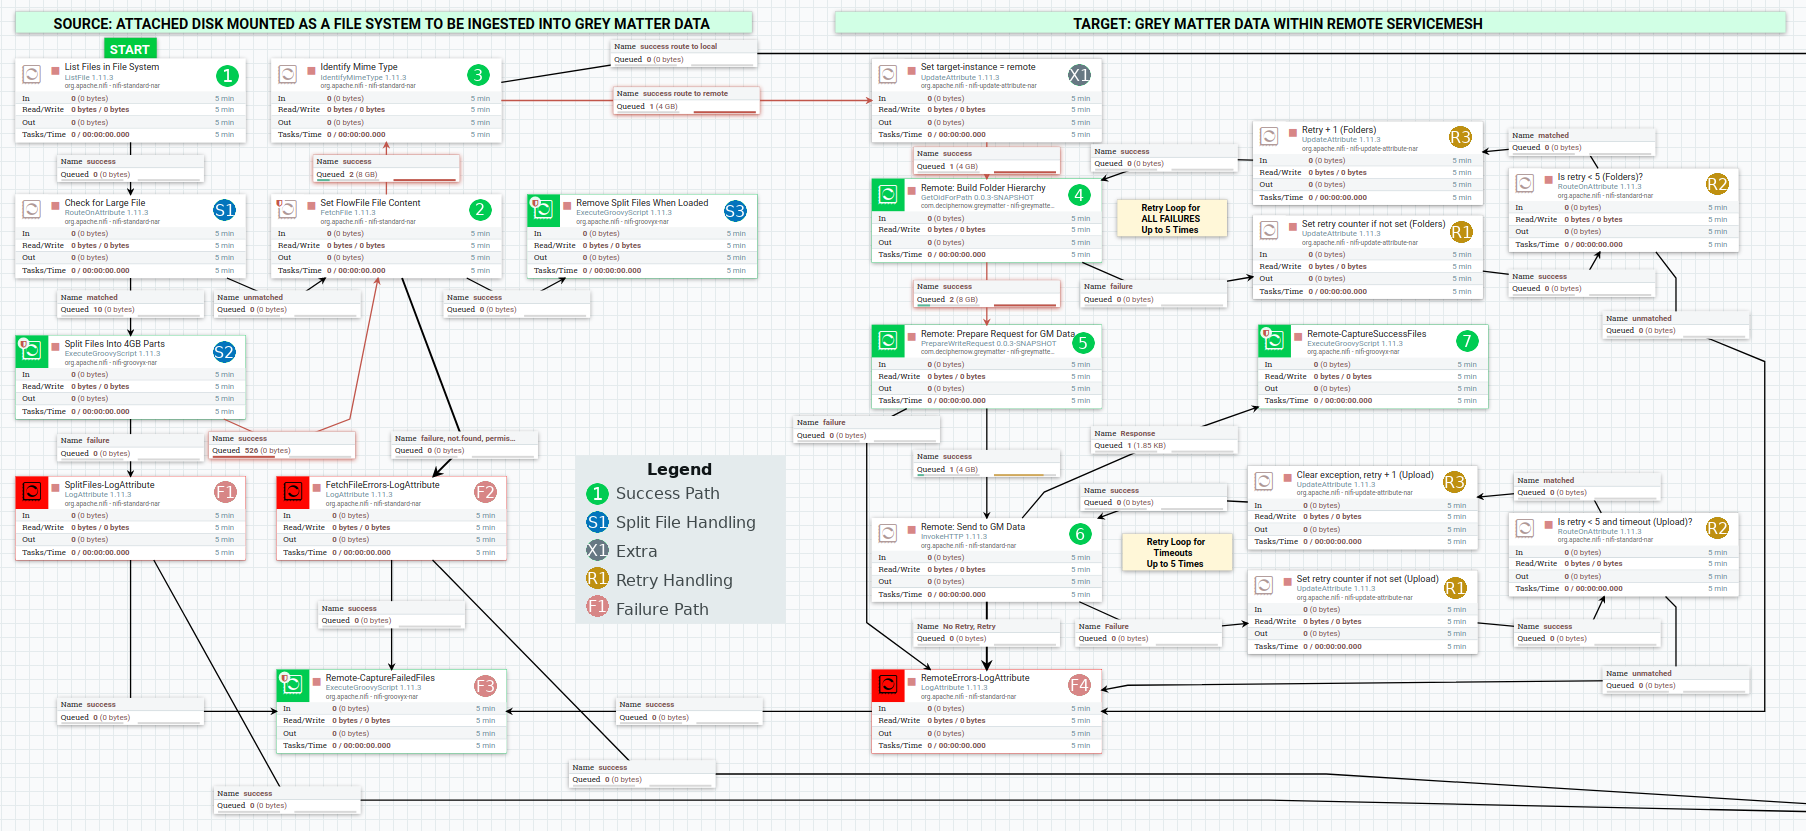 SOURCE: ATTACHED DISK MOUNTED AS A FILE SYSTEM TO BE INGESTED INTO GREY MATTER DATA
TARGET: GREY MATTER DATA WITHIN REMOTE SERVICEMESH
START
List Files in File System
ListFile 1.11.3
org.apache.nifi - nifi-standard-nar
1
In 0 (0 bytes) 5 min
Read/Write 0 bytes / 0 bytes 5 min
Out 0 (0 bytes) 5 min
Tasks/Time 0 / 00:00:00.000 5 min
Name success
Queued 0 (0 bytes)
Check for Large File
RouteOnAttribute 1.11.3
org.apache.nifi - nifi-standard-nar
S1
In 0 (0 bytes) 5 min
Read/Write 0 bytes / 0 bytes 5 min
Out 0 (0 bytes) 5 min
Tasks/Time 0 / 00:00:00.000 5 min
Name matched
Queued 10 (0 bytes)
Name unmatched
Queued 0 (0 bytes)
Split Files Into 4GB Parts
ExecuteGroovyScript 1.11.3
org.apache.nifi - nifi-groovyx-nar
S2
In 0 (0 bytes) 5 min
Read/Write 0 bytes / 0 bytes 5 min
Out 0 (0 bytes) 5 min
Tasks/Time 0 / 00:00:00.000 5 min
Name failure
Queued 0 (0 bytes)
Name success
Queued 526 (0 bytes)
SplitFiles-LogAttribute
LogAttribute 1.11.3
org.apache.nifi - nifi-standard-nar
F1
In 0 (0 bytes) 5 min
Read/Write 0 bytes / 0 bytes 5 min
Out 0 (0 bytes) 5 min
Tasks/Time 0 / 00:00:00.000 5 min
Name success
Queued 0 (0 bytes)
Name success
Queued 0 (0 bytes)
Identify Mime Type
IdentifyMimeType 1.11.3
org.apache.nifi - nifi-standard-nar
3
In 0 (0 bytes) 5 min
Read/Write 0 bytes / 0 bytes 5 min
Out 0 (0 bytes) 5 min
Tasks/Time 0 / 00:00:00.000 5 min
Name success route to local
Queued 0 (0 bytes)
Name success route to remote
Queued 1 (4 GB)
Name success
Queued 2 (8 GB)
Set FlowFile File Content
FetchFile 1.11.3
org.apache.nifi - nifi-standard-nar
2
In 0 (0 bytes) 5 min
Read/Write 0 bytes / 0 bytes 5 min
Out 0 (0 bytes) 5 min
Tasks/Time 0 / 00:00:00.000 5 min
Name success
Queued 0 (0 bytes)
Remove Split Files When Loaded
ExecuteGroovyScript 1.11.3
org.apache.nifi - nifi-groovyx-nar
S3
In 0 (0 bytes) 5 min
Read/Write 0 bytes / 0 bytes 5 min
Out 0 (0 bytes) 5 min
Tasks/Time 0 / 00:00:00.000 5 min
Name failure, not.found, permis...
Queued 0 (0 bytes)
FetchFileErrors-LogAttribute
LogAttribute 1.11.3
org.apache.nifi - nifi-standard-nar
F2
In 0 (0 bytes) 5 min
Read/Write 0 bytes / 0 bytes 5 min
Out 0 (0 bytes) 5 min
Tasks/Time 0 / 00:00:00.000 5 min
Name success
Queued 0 (0 bytes)
Remote-CaptureFailedFiles
ExecuteGroovyScript 1.11.3
org.apache.nifi - nifi-groovyx-nar
F3
In 0 (0 bytes) 5 min
Read/Write 0 bytes / 0 bytes 5 min
Out 0 (0 bytes) 5 min
Tasks/Time 0 / 00:00:00.000 5 min
Name success
Queued 0 (0 bytes)
Name success
Queued 0 (0 bytes)
Legend
1 Success Path
S1 Split File Handling
X1 Extra
R1 Retry Handling
F1 Failure Path
Set target-instance = remote
UpdateAttribute 1.11.3
org.apache.nifi - nifi-update-attribute-nar
X1
In 0 (0 bytes) 5 min
Read/Write 0 bytes / 0 bytes 5 min
Out 0 (0 bytes) 5 min
Tasks/Time 0 / 00:00:00.000 5 min
Name success
Queued 1 (4 GB)
Name success
Queued 0 (0 bytes)
Remote: Build Folder Hierarchy
GetOidForPath 0.0.3-SNAPSHOT
com.deciphernow.greymatter - nifi-greymatte...
4
In 0 (0 bytes) 5 min
Read/Write 0 bytes / 0 bytes 5 min
Out 0 (0 bytes) 5 min
Tasks/Time 0 / 00:00:00.000 5 min
Retry Loop for
ALL FAILURES
Up to 5 Times
Name success
Queued 2 (8 GB)
Name failure
Queued 0 (0 bytes)
Remote: Prepare Request for GM Data
PrepareWriteRequest 0.0.3-SNAPSHOT
com.deciphernow.greymatter - nifi-greymatte...
5
In 0 (0 bytes) 5 min
Read/Write 0 bytes / 0 bytes 5 min
Out 0 (0 bytes) 5 min
Tasks/Time 0 / 00:00:00.000 5 min
Name failure
Queued 0 (0 bytes)
Name success
Queued 1 (4 GB)
Name Response
Queued 1 (1.85 KB)
Name success
Queued 0 (0 bytes)
Remote: Send to GM Data
InvokeHTTP 1.11.3
org.apache.nifi - nifi-standard-nar
6
In 0 (0 bytes) 5 min
Read/Write 0 bytes / 0 bytes 5 min
Out 0 (0 bytes) 5 min
Tasks/Time 0 / 00:00:00.000 5 min
Retry Loop for
Timeouts
Up to 5 Times
Name No Retry, Retry
Queued 0 (0 bytes)
Name Failure
Queued 0 (0 bytes)
RemoteErrors-LogAttribute
LogAttribute 1.11.3
org.apache.nifi - nifi-standard-nar
F4
In 0 (0 bytes) 5 min
Read/Write 0 bytes / 0 bytes 5 min
Out 0 (0 bytes) 5 min
Tasks/Time 0 / 00:00:00.000 5 min
Retry + 1 (Folders)
UpdateAttribute 1.11.3
org.apache.nifi - nifi-update-attribute-nar
R3
In 0 (0 bytes) 5 min
Read/Write 0 bytes / 0 bytes 5 min
Out 0 (0 bytes) 5 min
Tasks/Time 0 / 00:00:00.000 5 min
Name matched
Queued 0 (0 bytes)
Is retry < 5 (Folders)?
RouteOnAttribute 1.11.3
org.apache.nifi - nifi-standard-nar
R2
In 0 (0 bytes) 5 min
Read/Write 0 bytes / 0 bytes 5 min
Out 0 (0 bytes) 5 min
Tasks/Time 0 / 00:00:00.000 5 min
Set retry counter if not set (Folders)
UpdateAttribute 1.11.3
org.apache.nifi - nifi-update-attribute-nar
R1
In 0 (0 bytes) 5 min
Read/Write 0 bytes / 0 bytes 5 min
Out 0 (0 bytes) 5 min
Tasks/Time 0 / 00:00:00.000 5 min
Name success
Queued 0 (0 bytes)
Name unmatched
Queued 0 (0 bytes)
Remote-CaptureSuccessFiles
ExecuteGroovyScript 1.11.3
org.apache.nifi - nifi-groovyx-nar
7
In 0 (0 bytes) 5 min
Read/Write 0 bytes / 0 bytes 5 min
Out 0 (0 bytes) 5 min
Tasks/Time 0 / 00:00:00.000 5 min
Clear exception, retry + 1 (Upload)
UpdateAttribute 1.11.3
org.apache.nifi - nifi-update-attribute-nar
R3
In 0 (0 bytes) 5 min
Read/Write 0 bytes / 0 bytes 5 min
Out 0 (0 bytes) 5 min
Tasks/Time 0 / 00:00:00.000 5 min
Name matched
Queued 0 (0 bytes)
Is retry < 5 and timeout (Upload)?
RouteOnAttribute 1.11.3
org.apache.nifi - nifi-standard-nar
R2
In 0 (0 bytes) 5 min
Read/Write 0 bytes / 0 bytes 5 min
Out 0 (0 bytes) 5 min
Tasks/Time 0 / 00:00:00.000 5 min
Set retry counter if not set (Upload)
UpdateAttribute 1.11.3
org.apache.nifi - nifi-update-attribute-nar
R1
In 0 (0 bytes) 5 min
Read/Write 0 bytes / 0 bytes 5 min
Out 0 (0 bytes) 5 min
Tasks/Time 0 / 00:00:00.000 5 min
Name success
Queued 0 (0 bytes)
Name unmatched
Queued 0 (0 bytes)